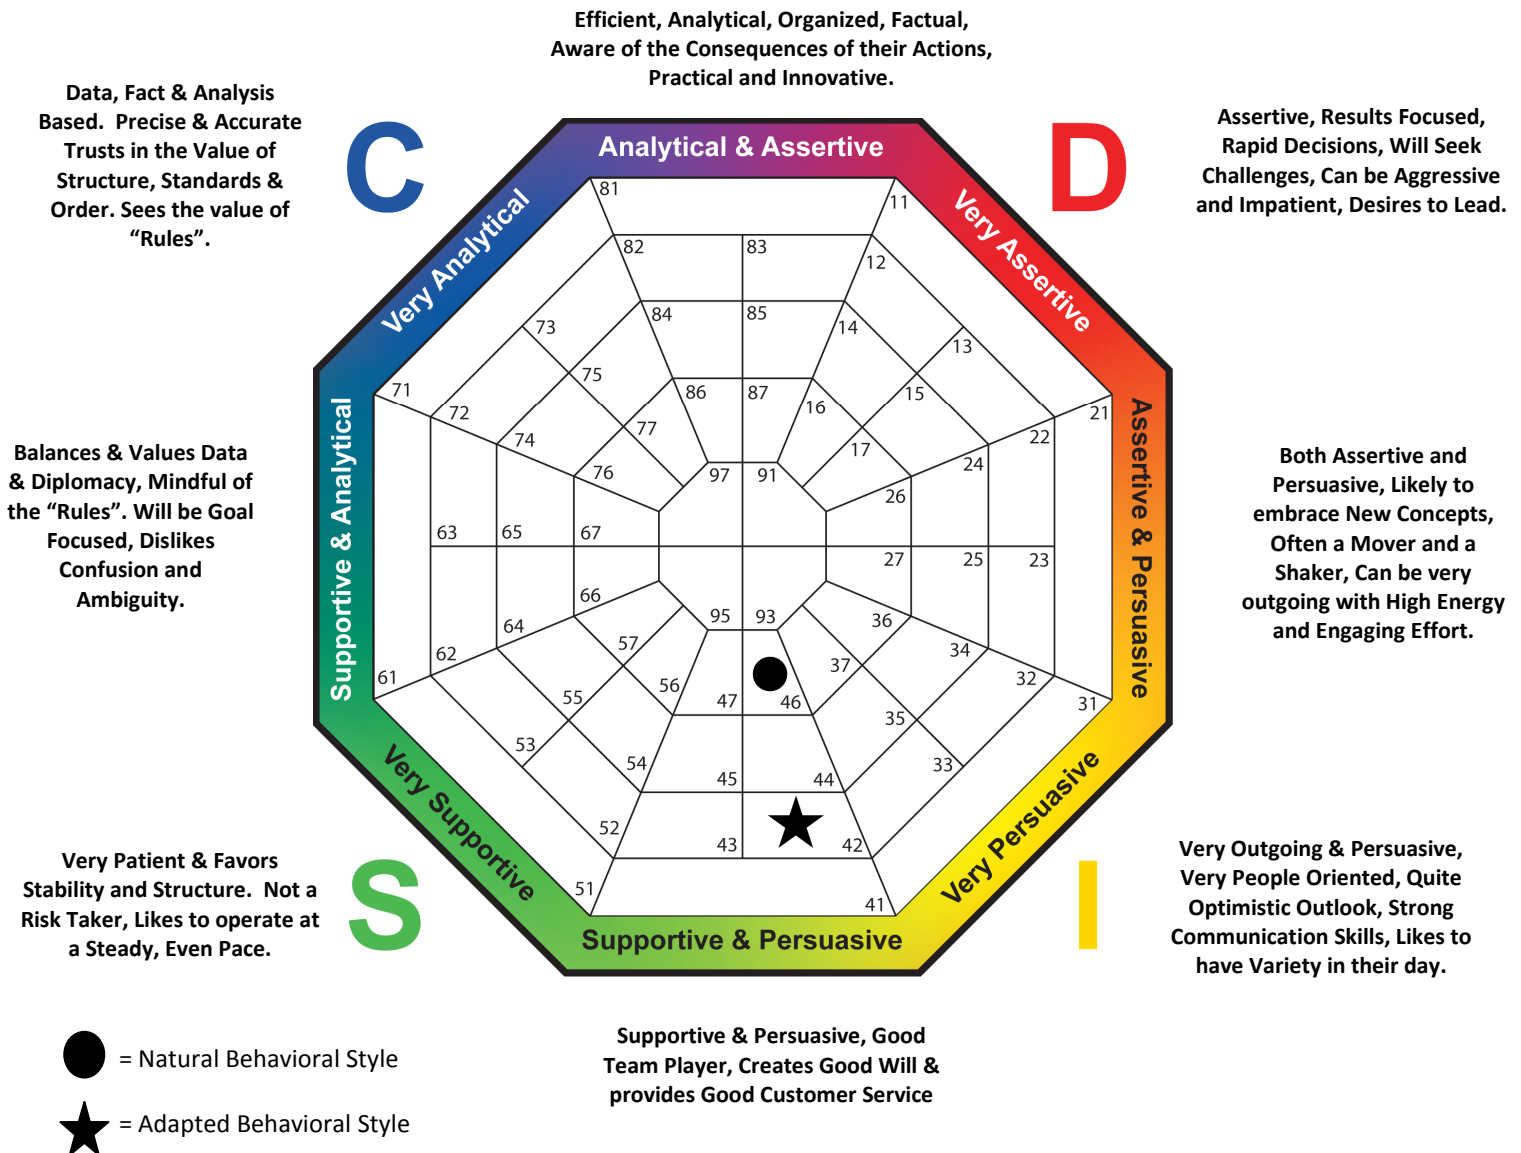 Efficient, Analytical, Organized, Factual,
Aware of the Consequences of their Actions,
Practical and Innovative.
Data, Fact & Analysis
Based.  Precise & Accurate
Trusts in the Value of
Structure, Standards &
Order. Sees the value of
“Rules”.
C
D
Assertive, Results Focused,
Rapid Decisions, Will Seek
Challenges, Can be Aggressive
and Impatient, Desires to Lead.
Analytical & Assertive
Very Analytical
Very Assertive
81
11
82
83
12
84
85
14
73
13
75
15
71
86
87
16
21
72
77
17
22
74
24
76
97
91
26
Supportive & Analytical
Assertive & Persuasive
Balances & Values Data
& Diplomacy, Mindful of
the “Rules”. Will be Goal
Focused, Dislikes
Confusion and
Ambiguity.
Both Assertive and
Persuasive, Likely to
embrace New Concepts,
Often a Mover and a
Shaker, Can be very
outgoing with High Energy
and Engaging Effort.
63
65
67
27
25
23
66
95
93
36
64
57
34
62
37
61
56
32
55
47
46
31
35
53
54
33
45
44
52
43
42
51
41
Very Supportive
Very Persuasive
Supportive & Persuasive
S
I
Very Patient & Favors
Stability and Structure.  Not a
Risk Taker, Likes to operate at
a Steady, Even Pace.
Very Outgoing & Persuasive,
Very People Oriented, Quite
Optimistic Outlook, Strong
Communication Skills, Likes to
have Variety in their day.
Supportive & Persuasive, Good
Team Player, Creates Good Will &
provides Good Customer Service
= Natural Behavioral Style
= Adapted Behavioral Style